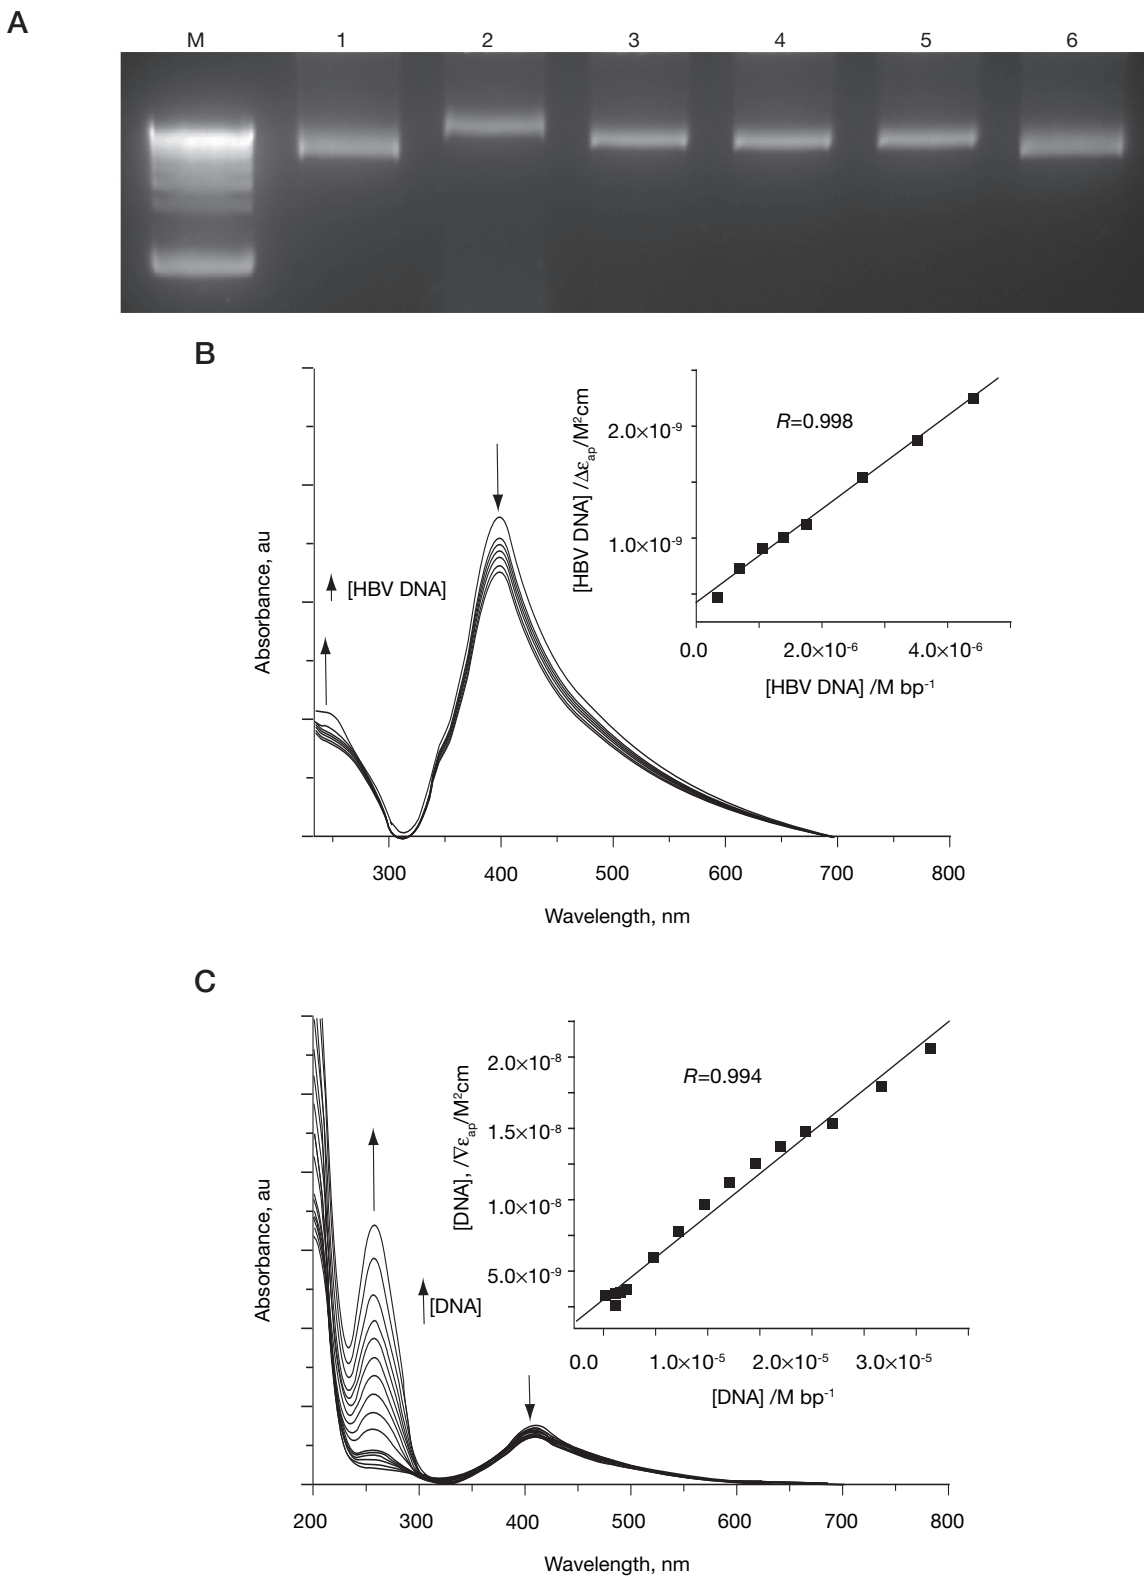 A
M 1 2 3 4 5 6
B
Absorbance, au
[HBV DNA]
300 400 500 600 700 800
Wavelength, nm
[HBV DNA] /Δε_ap/M²cm
R=0.998
2.0×10⁻⁹
1.0×10⁻⁹
0.0 2.0×10⁻⁶ 4.0×10⁻⁶
[HBV DNA] /M bp⁻¹
C
Absorbance, au
[DNA]
200 300 400 500 600 700 800
Wavelength, nm
[DNA], /∇ε_ap/M²cm
R=0.994
2.0×10⁻⁸
1.5×10⁻⁸
1.0×10⁻⁸
5.0×10⁻⁹
0.0 1.0×10⁻⁵ 2.0×10⁻⁵ 3.0×10⁻⁵
[DNA] /M bp⁻¹